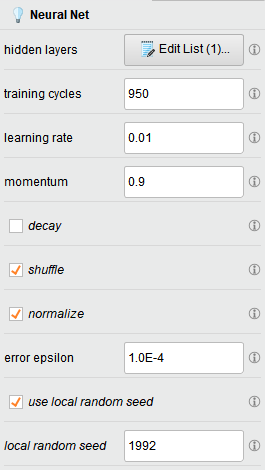 Neural Net
hidden layers Edit List (1)...
training cycles 950
learning rate 0.01
momentum 0.9
decay
shuffle
normalize
error epsilon 1.0E-4
use local random seed
local random seed 1992